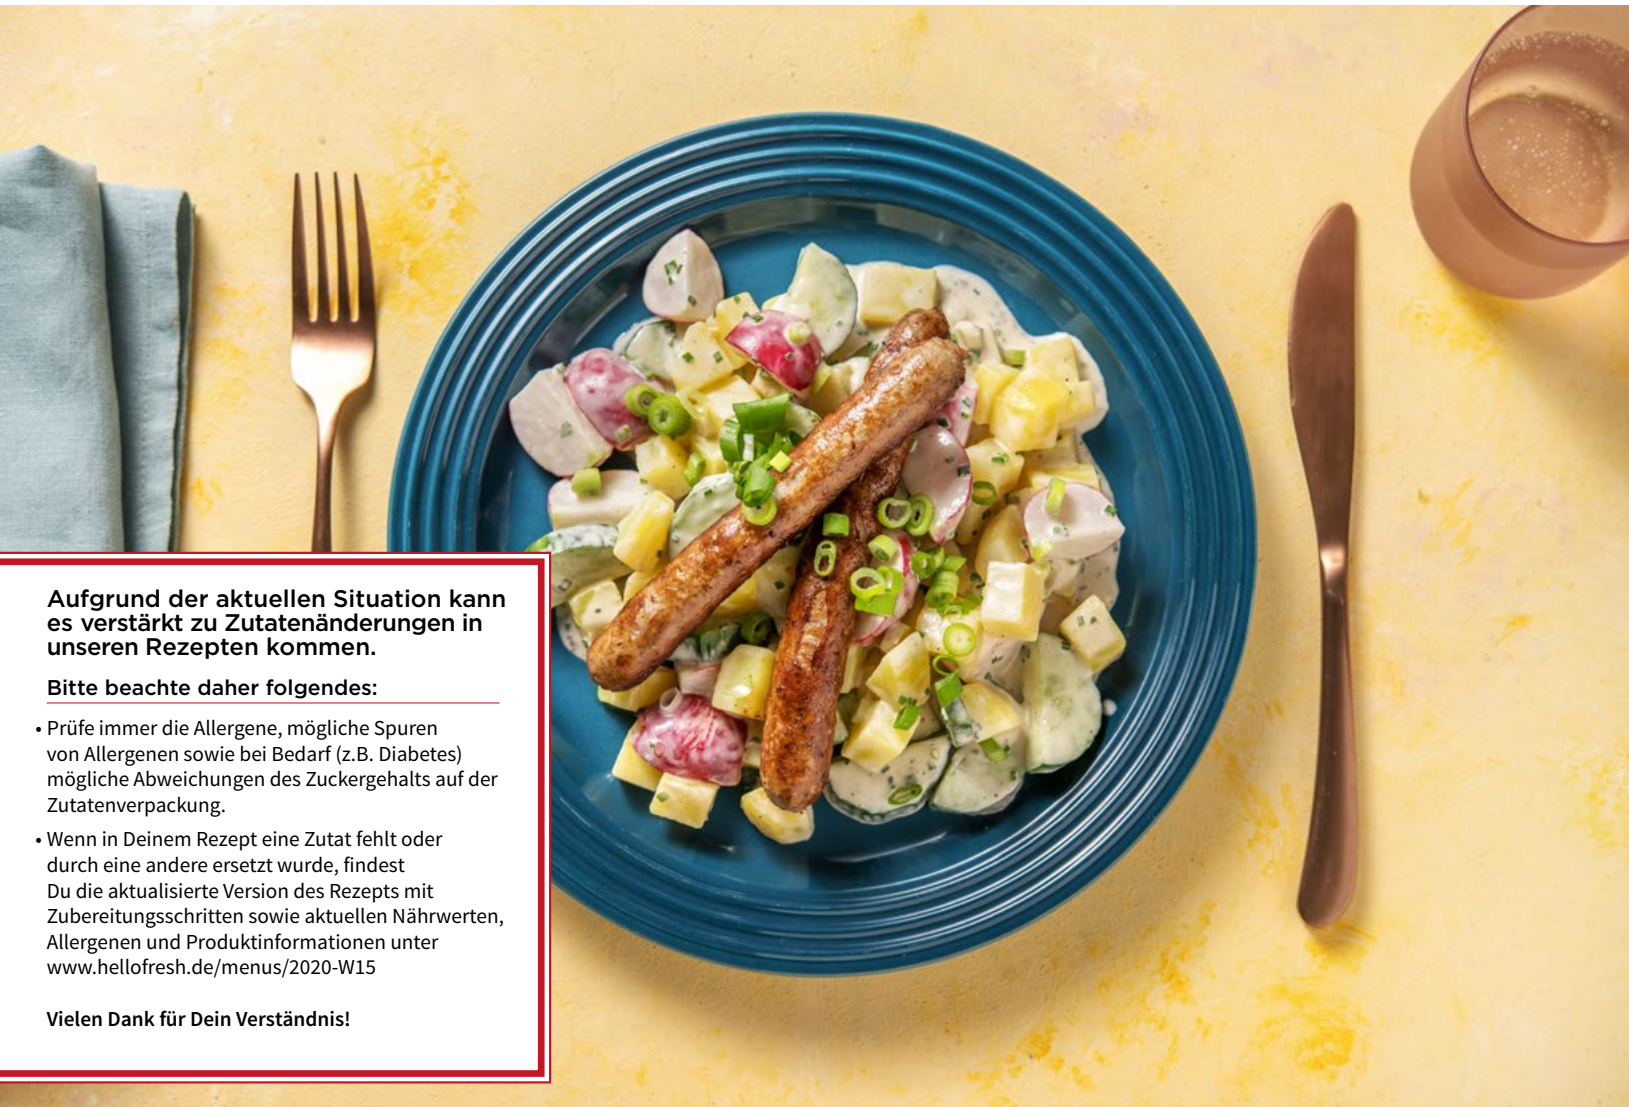 Aufgrund der aktuellen Situation kann
es verstärkt zu Zutatenänderungen in
unseren Rezepten kommen.
Bitte beachte daher folgendes:
• Prüfe immer die Allergene, mögliche Spuren
von Allergenen sowie bei Bedarf (z.B. Diabetes)
mögliche Abweichungen des Zuckergehalts auf der
Zutatenverpackung.
• Wenn in Deinem Rezept eine Zutat fehlt oder
durch eine andere ersetzt wurde, findest
Du die aktualisierte Version des Rezepts mit
Zubereitungsschritten sowie aktuellen Nährwerten,
Allergenen und Produktinformationen unter
www.hellofresh.de/menus/2020-W15
Vielen Dank für Dein Verständnis!